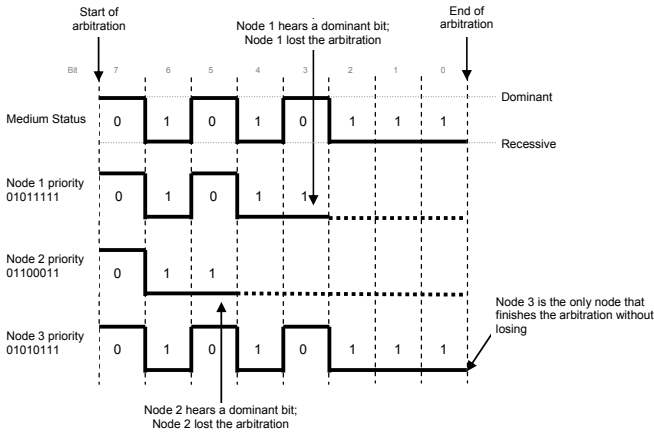 Start of
arbitration
Node 1 hears a dominant bit;
Node 1 lost the arbitration
End of
arbitration
Bit 7 6 5 4 3 2 1 0
Dominant
Medium Status 0 1 0 1 0 1 1 1
Recessive
Node 1 priority
01011111 0 1 0 1 1
Node 2 priority
01100011 0 1 1
Node 3 is the only node that
finishes the arbitration without
losing
Node 3 priority
01010111 0 1 0 1 0 1 1 1
Node 2 hears a dominant bit;
Node 2 lost the arbitration